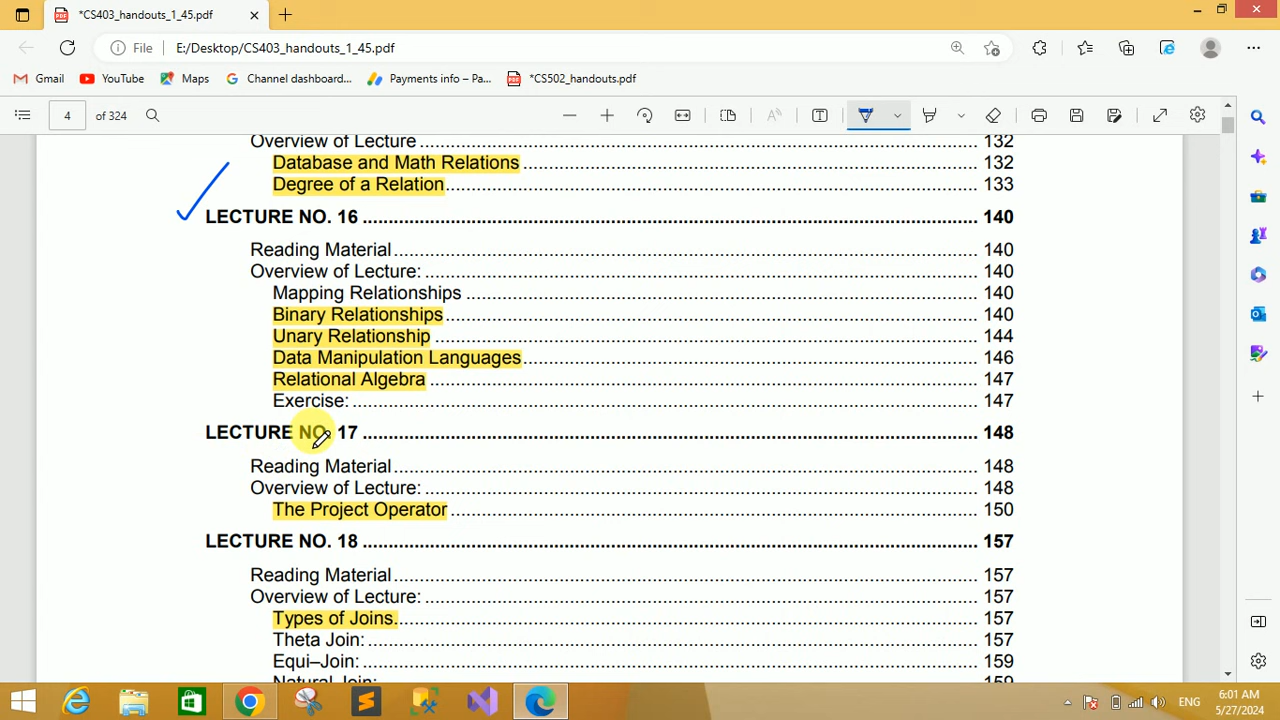 *CS403_handouts_1_45.pdf
File E:/Desktop/CS403_handouts_1_45.pdf
Gmail YouTube Maps Channel dashboard... Payments info – Pa... *CS502_handouts.pdf
4 of 324
Overview of Lecture 132
Database and Math Relations 132
Degree of a Relation 133
LECTURE NO. 16 140
Reading Material 140
Overview of Lecture: 140
Mapping Relationships 140
Binary Relationships 140
Unary Relationship 144
Data Manipulation Languages 146
Relational Algebra 147
Exercise: 147
LECTURE NO. 17 148
Reading Material 148
Overview of Lecture: 148
The Project Operator 150
LECTURE NO. 18 157
Reading Material 157
Overview of Lecture: 157
Types of Joins. 157
Theta Join: 157
Equi–Join: 159
Natural Join: 159
ENG 6:01 AM
5/27/2024